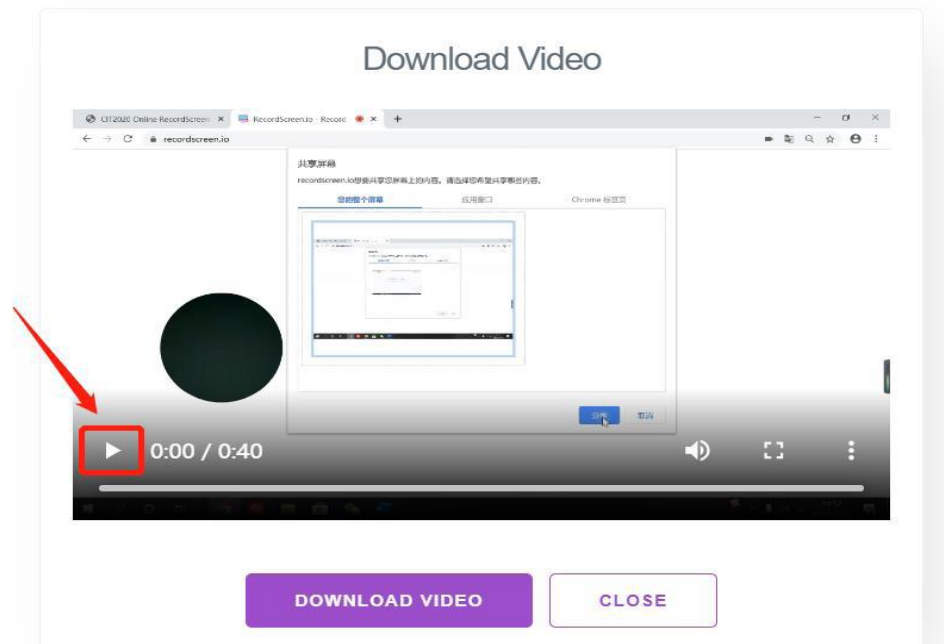 Download Video
CIT2020 Online RecordScreen
RecordScreen.io - Record
recordscreen.io
共享屏幕
recordscreen.io想要共享您屏幕上的内容。请选择您希望共享哪些内容。
您的整个屏幕 应用窗口 Chrome 标签页
分享 取消
0:00 / 0:40
DOWNLOAD VIDEO CLOSE